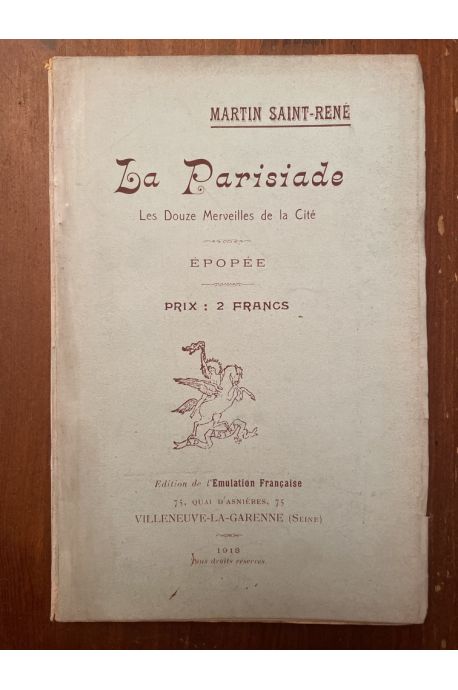 MARTIN SAINT-RENÉ
La Parisiade
Les Douze Merveilles de la Cité
ÉPOPÉE
PRIX : 2 FRANCS
Edition de l'Emulation Française
75, QUAI D'ASNIÈRES, 75
VILLENEUVE-LA-GARENNE (SEINE)
1918
Tous droits réservés